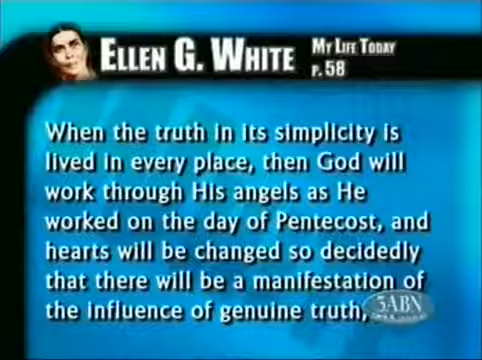 ELLEN G. WHITE
MY LIFE TODAY
P. 58
When the truth in its simplicity is
lived in every place, then God will
work through His angels as He
worked on the day of Pentecost, and
hearts will be changed so decidedly
that there will be a manifestation of
the influence of genuine truth,
3ABN